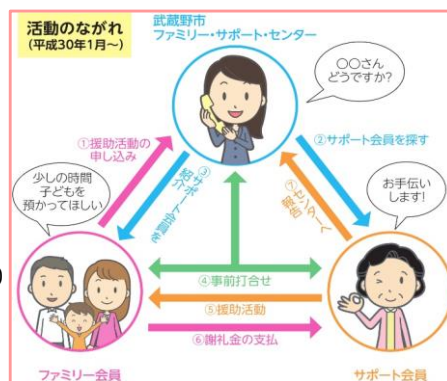 活動のながれ
(平成30年1月~)
武蔵野市
ファミリー・サポート・センター
〇〇さん
どうですか?
①援助活動の
申し込み
②サポート会員を探す
③サポート会員を
紹介
⑦センターへ
報告
少しの時間
子どもを
預かってほしい
お手伝い
します!
④事前打合せ
⑤援助活動
⑥謝礼金の支払
ファミリー会員
サポート会員